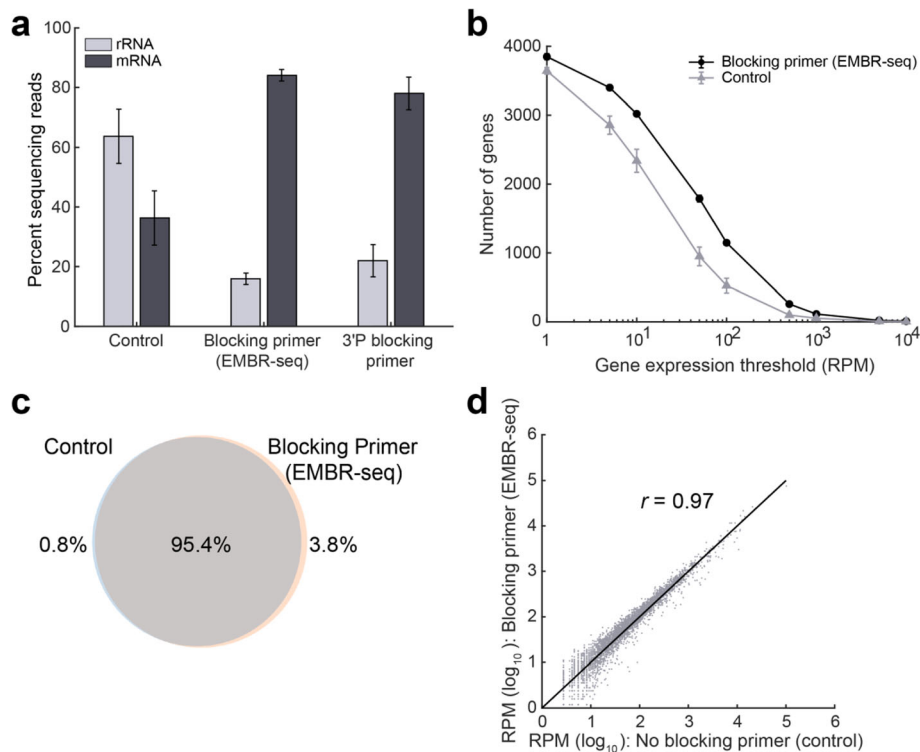 a
rRNA
mRNA
Percent sequencing reads
100
80
60
40
20
0
Control
Blocking primer
(EMBR-seq)
3'P blocking
primer
b
Blocking primer (EMBR-seq)
Control
Number of genes
4000
3000
2000
1000
0
1
10¹
10²
10³
10⁴
Gene expression threshold (RPM)
c
Control
Blocking Primer
(EMBR-seq)
0.8%
95.4%
3.8%
d
RPM (log₁₀): Blocking primer (EMBR-seq)
6
5
4
3
2
1
0
r = 0.97
0
1
2
3
4
5
6
RPM (log₁₀): No blocking primer (control)